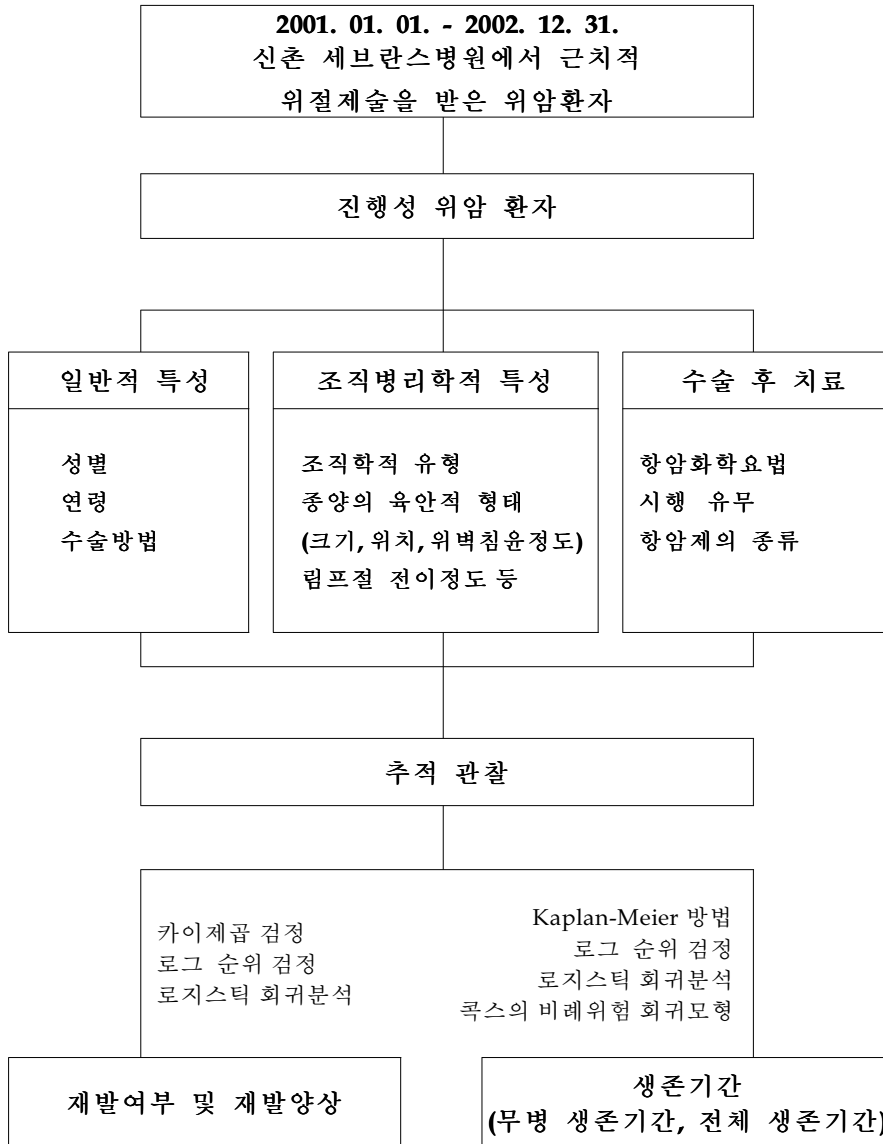 2001. 01. 01. - 2002. 12. 31.
신촌 세브란스병원에서 근치적
위절제술을 받은 위암환자
진행성 위암 환자
일반적 특성
성별
연령
수술방법
조직병리학적 특성
조직학적 유형
종양의 육안적 형태
(크기, 위치, 위벽침윤정도)
림프절 전이정도 등
수술 후 치료
항암화학요법
시행 유무
항암제의 종류
추적 관찰
카이제곱 검정
로그 순위 검정
로지스틱 회귀분석
Kaplan-Meier 방법
로그 순위 검정
로지스틱 회귀분석
콕스의 비례위험 회귀모형
재발여부 및 재발양상
생존기간
(무병 생존기간, 전체 생존기간)